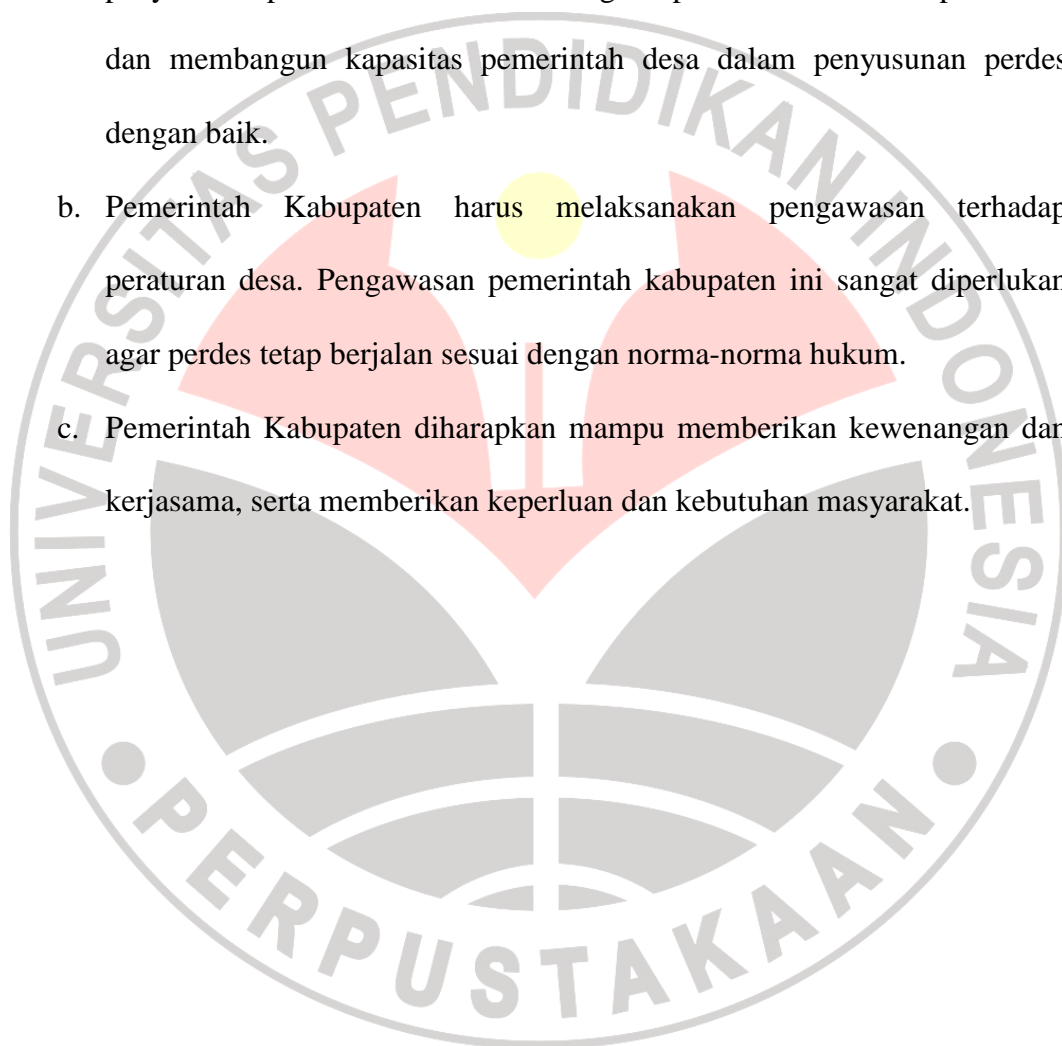 dan membangun kapasitas pemerintah desa dalam penyusunan perdes
dengan baik.
b. Pemerintah Kabupaten harus melaksanakan pengawasan terhadap
peraturan desa. Pengawasan pemerintah kabupaten ini sangat diperlukan
agar perdes tetap berjalan sesuai dengan norma-norma hukum.
c. Pemerintah Kabupaten diharapkan mampu memberikan kewenangan dan
kerjasama, serta memberikan keperluan dan kebutuhan masyarakat.
UNIVERSITAS PENDIDIKAN INDONESIA
PERPUSTAKAAN